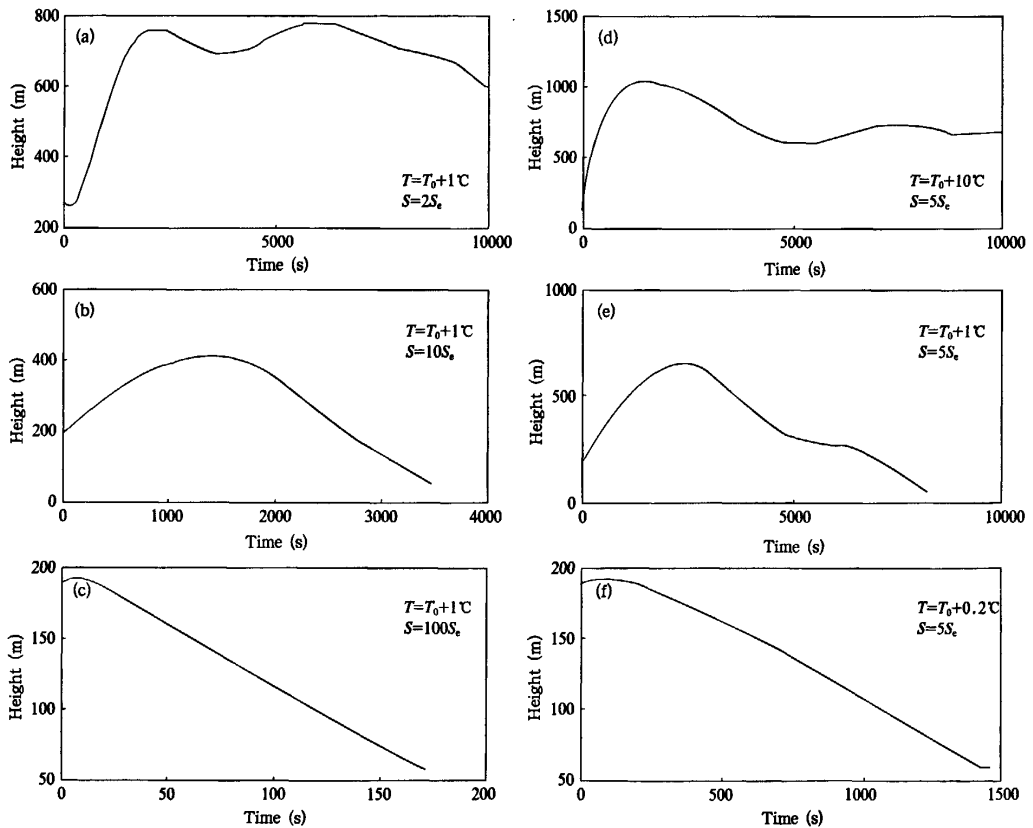 (a)
Height (m)
800
600
400
200
0
5000
10000
Time (s)
T=T₀+1℃
S=2Sₑ
(d)
Height (m)
1500
1000
500
0
0
5000
10000
Time (s)
T=T₀+10℃
S=5Sₑ
(b)
Height (m)
600
400
200
0
0
1000
2000
3000
4000
Time (s)
T=T₀+1℃
S=10Sₑ
(e)
Height (m)
1000
500
0
0
5000
10000
Time (s)
T=T₀+1℃
S=5Sₑ
(c)
Height (m)
200
150
100
50
0
50
100
150
200
Time (s)
T=T₀+1℃
S=100Sₑ
(f)
Height (m)
200
150
100
50
0
500
1000
1500
Time (s)
T=T₀+0.2℃
S=5Sₑ